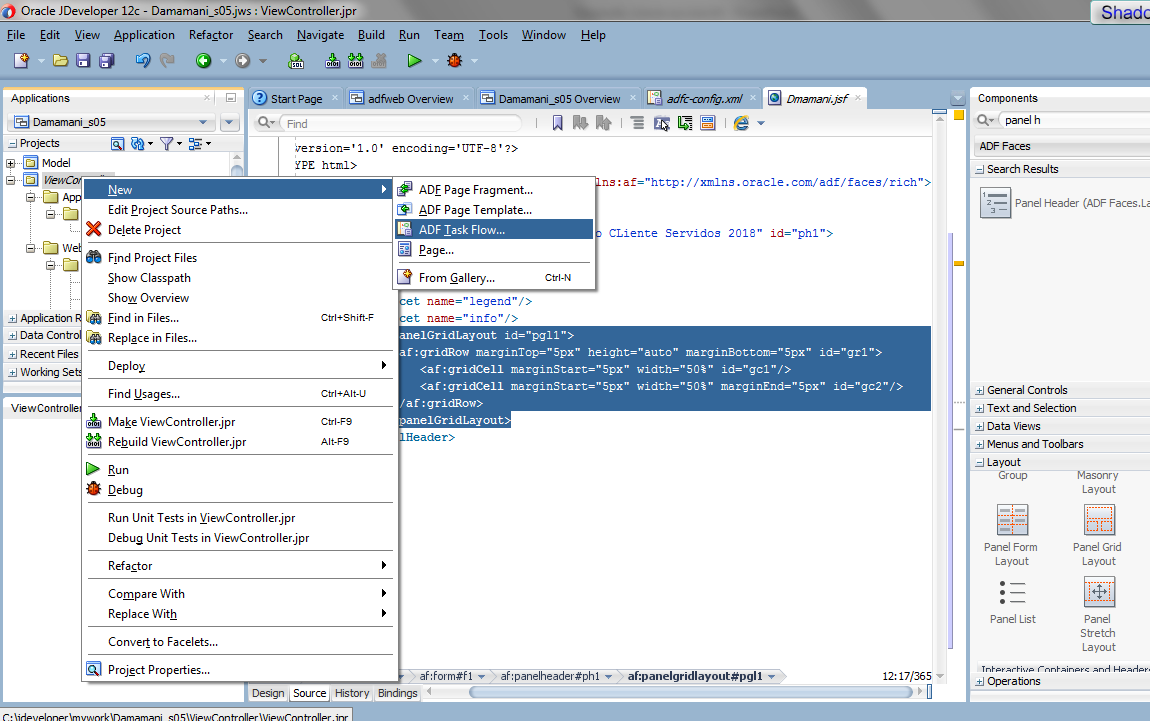 Oracle JDeveloper 12c - Damamani_s05.jws : ViewController.jpr
Shado
File Edit View Application Refactor Search Navigate Build Run Team Tools Window Help
Applications
Damamani_s05
Projects
Model
ViewCon
App
Web
Application R
Data Control
Recent Files
Working Sets
ViewController
Start Page
adfweb Overview
Damamani_s05 Overview
adfc-config.xml
Dmamani.jsf
Find
version='1.0' encoding='UTF-8'?>
YPE html>
lns:af="http://xmlns.oracle.com/adf/faces/rich">
o CLiente Servidos 2018" id="ph1">
cet name="legend"/>
cet name="info"/>
panelGridLayout id="pgl1">
af:gridRow marginTop="5px" height="auto" marginBottom="5px" id="gr1">
<af:gridCell marginStart="5px" width="50%" id="gc1"/>
<af:gridCell marginStart="5px" width="50%" marginEnd="5px" id="gc2"/>
/af:gridRow>
panelGridLayout>
lHeader>
New
Edit Project Source Paths...
Delete Project
Find Project Files
Show Classpath
Show Overview
Find in Files... Ctrl+Shift-F
Replace in Files...
Deploy
Find Usages... Ctrl+Alt-U
Make ViewController.jpr Ctrl-F9
Rebuild ViewController.jpr Alt-F9
Run
Debug
Run Unit Tests in ViewController.jpr
Debug Unit Tests in ViewController.jpr
Refactor
Compare With
Replace With
Convert to Facelets...
Project Properties...
ADF Page Fragment...
ADF Page Template...
ADF Task Flow...
Page...
From Gallery... Ctrl-N
af:form#f1
af:panelheader#ph1
af:panelgridlayout#pgl1
12:17/365
Design Source History Bindings
Components
panel h
ADF Faces
Search Results
Panel Header (ADF Faces.La
General Controls
Text and Selection
Data Views
Menus and Toolbars
Layout
Group
Masonry
Layout
Panel Form
Layout
Panel Grid
Layout
Panel List
Panel
Stretch
Layout
Interactive Containers and Headers
Operations
C:\jdeveloper\mywork\Damamani_s05\ViewController\ViewController.jpr